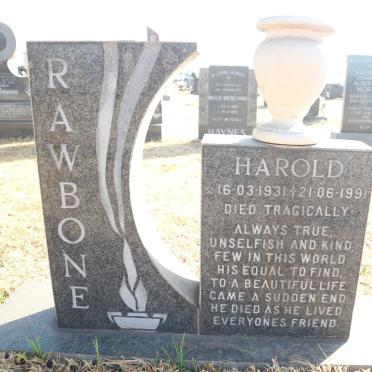 RAWBONE
HAROLD
☆16-03-1931 ✝21-06-1991
DIED TRAGICALLY
ALWAYS TRUE,
UNSELFISH AND KIND
FEW IN THIS WORLD
HIS EQUAL TO FIND,
TO A BEAUTIFUL LIFE
CAME A SUDDEN END
HE DIED AS HE LIVED
EVERYONES FRIEND.
HAYNES